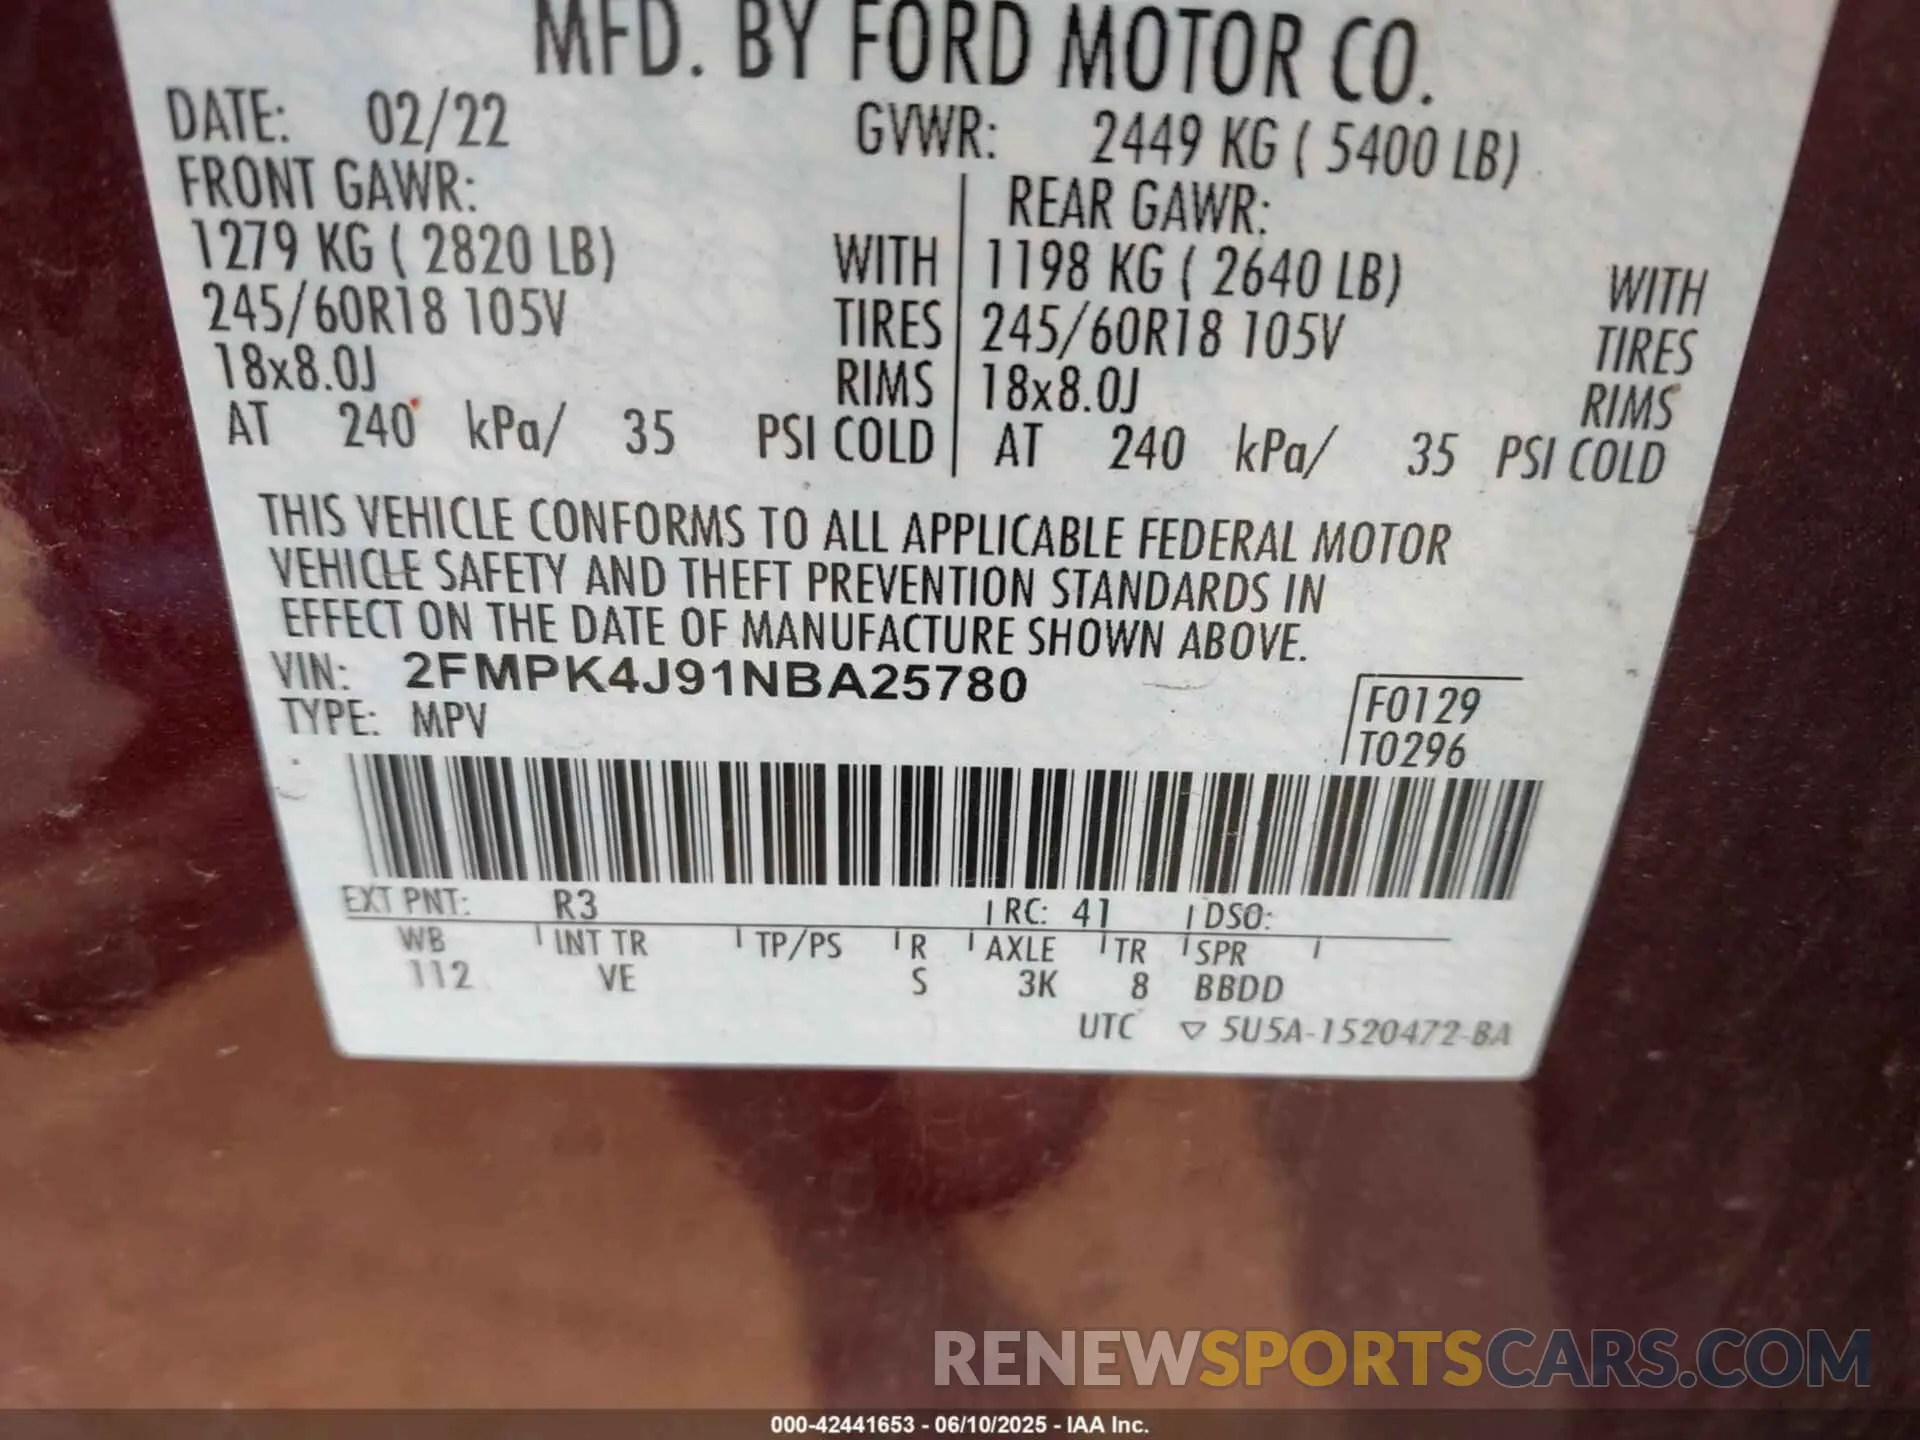 MFD. BY FORD MOTOR CO.
DATE: 02/22 GVWR: 2449 KG ( 5400 LB)
FRONT GAWR: REAR GAWR:
1279 KG ( 2820 LB) WITH 1198 KG ( 2640 LB) WITH
245/60R18 105V TIRES 245/60R18 105V TIRES
18x8.0J RIMS 18x8.0J RIMS
AT 240 kPa/ 35 PSI COLD AT 240 kPa/ 35 PSI COLD
THIS VEHICLE CONFORMS TO ALL APPLICABLE FEDERAL MOTOR
VEHICLE SAFETY AND THEFT PREVENTION STANDARDS IN
EFFECT ON THE DATE OF MANUFACTURE SHOWN ABOVE.
VIN: 2FMPK4J91NBA25780
TYPE: MPV
F0129
T0296
EXT PNT: R3 RC: 41 DSO:
WB INT TR TP/PS R AXLE TR SPR
112 VE S 3K 8 BBDD
UTC ▽ 5U5A-1520472-BA
RENEWSPORTSCARS.COM
000-42441653 - 06/10/2025 - IAA Inc.